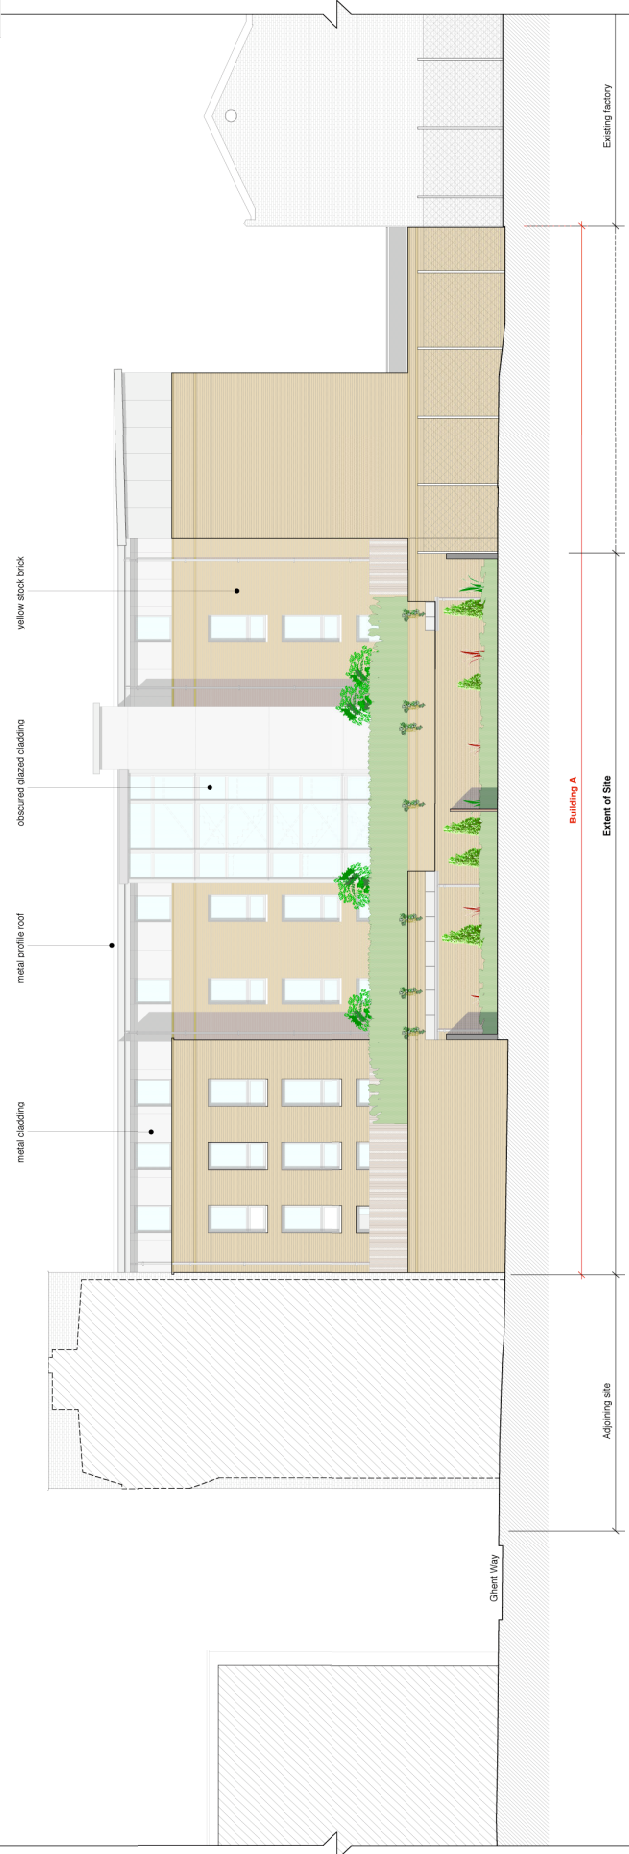 metal cladding
metal profile roof
obscured glazed cladding
yellow stock brick
Ghent Way
Building A
Adjoining site
Extent of Site
Existing factory